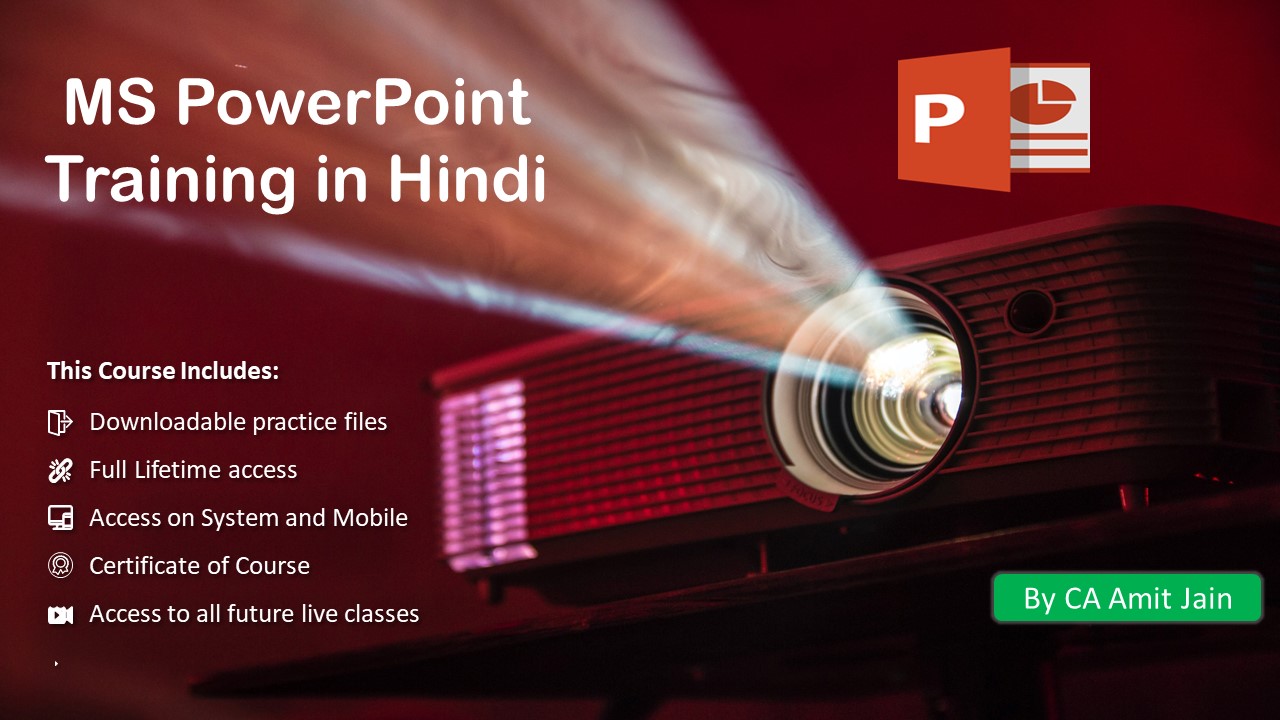 MS PowerPoint
Training in Hindi
P
This Course Includes:
Downloadable practice files
Full Lifetime access
Access on System and Mobile
Certificate of Course
Access to all future live classes
By CA Amit Jain